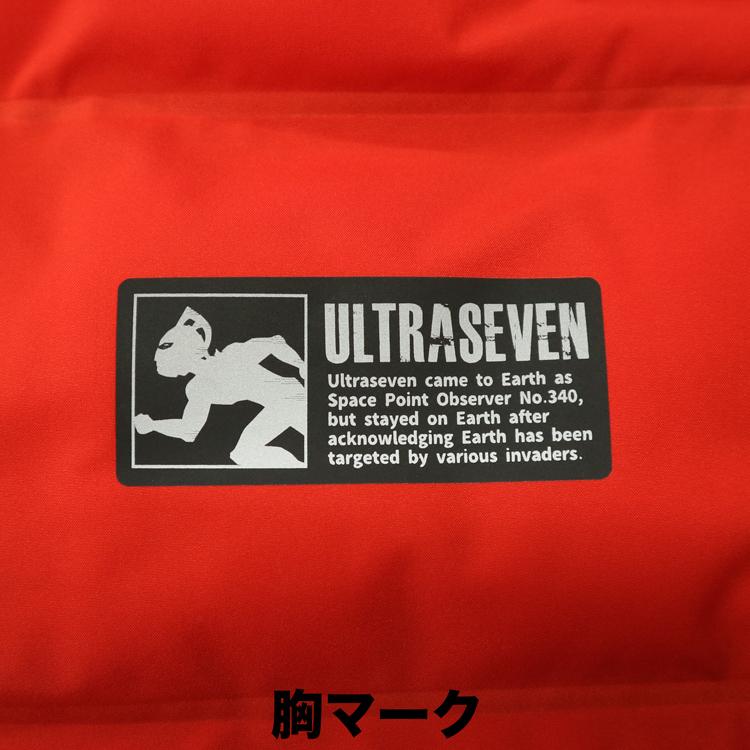 ULTRASEVEN
Ultraseven came to Earth as
Space Point Observer No.340,
but stayed on Earth after
acknowledging Earth has been
targeted by various invaders.
胸マーク